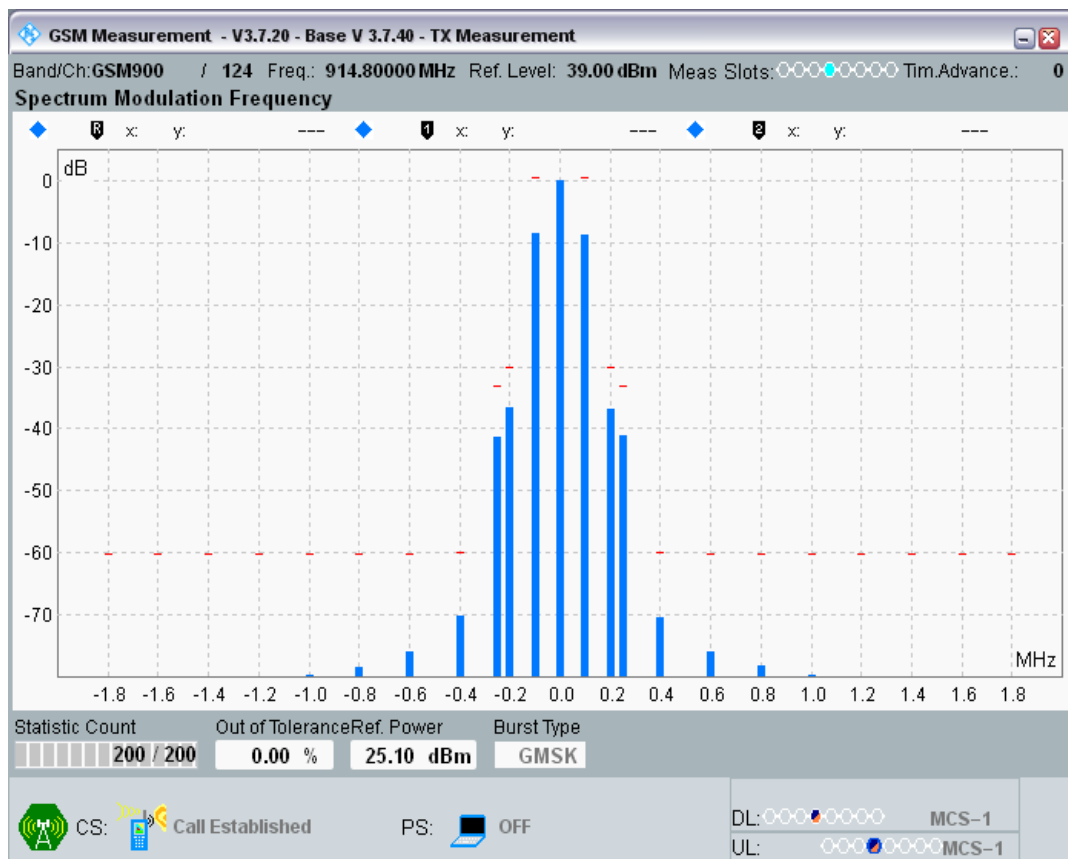 GSM Measurement - V3.7.20 - Base V 3.7.40 - TX Measurement
Band/Ch:GSM900 / 124 Freq.: 914.80000 MHz Ref. Level: 39.00 dBm Meas Slots: Tim.Advance.: 0
Spectrum Modulation Frequency
R x: y: --- 1 x: y: --- 2 x: y: ---
dB
0
-10
-20
-30
-40
-50
-60
-70
MHz
-1.8 -1.6 -1.4 -1.2 -1.0 -0.8 -0.6 -0.4 -0.2 0.0 0.2 0.4 0.6 0.8 1.0 1.2 1.4 1.6 1.8
Statistic Count Out of Tolerance Ref. Power Burst Type
200 / 200 0.00 % 25.10 dBm GMSK
CS: Call Established PS: OFF
DL: MCS-1
UL: MCS-1